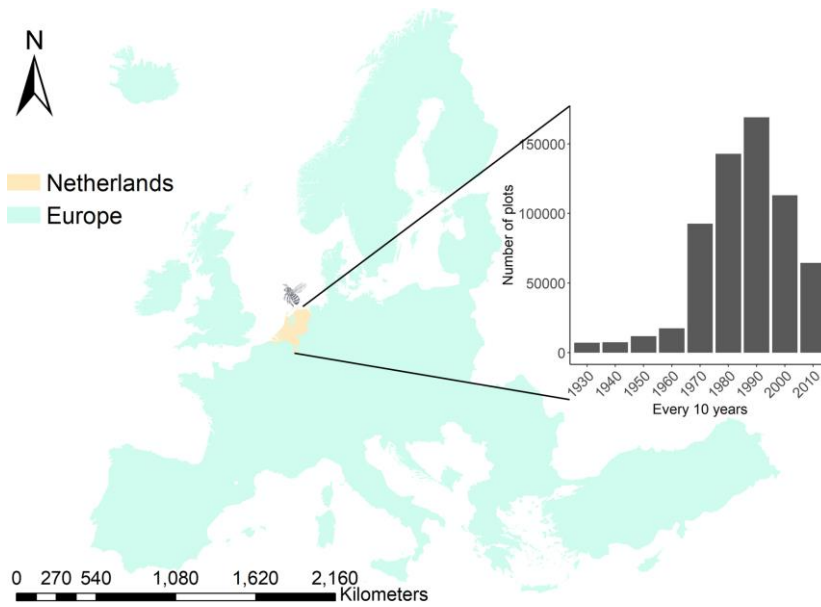 N
Netherlands
Europe
Number of plots
150000
100000
50000
0
1930 1940 1950 1960 1970 1980 1990 2000 2010
Every 10 years
0 270 540 1,080 1,620 2,160
Kilometers